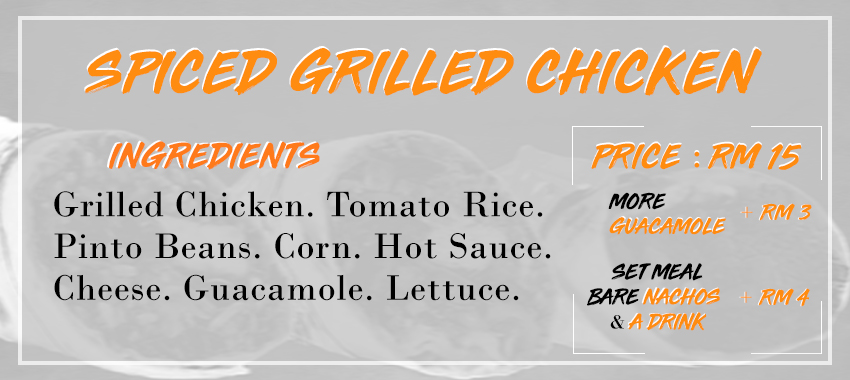 SPICED GRILLED CHICKEN
INGREDIENTS
Grilled Chicken. Tomato Rice.
Pinto Beans. Corn. Hot Sauce.
Cheese. Guacamole. Lettuce.
PRICE : RM 15
MORE
GUACAMOLE + RM 3
SET MEAL
BARE NACHOS + RM 4
& A DRINK